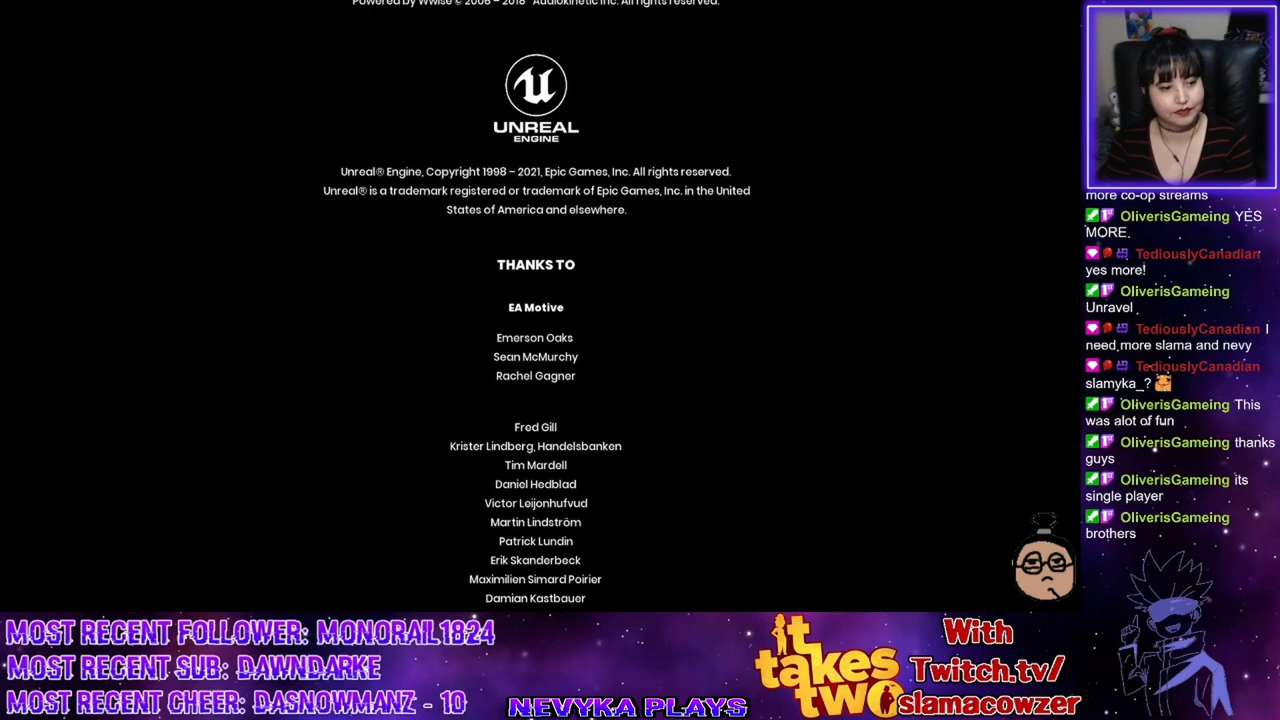 Powered by Wwise © 2006 – 2018 Audiokinetic Inc. All rights reserved.
UNREAL
ENGINE
Unreal® Engine, Copyright 1998 – 2021, Epic Games, Inc. All rights reserved.
Unreal® is a trademark registered or trademark of Epic Games, Inc. in the United
States of America and elsewhere.
THANKS TO
EA Motive
Emerson Oaks
Sean McMurchy
Rachel Gagner
Fred Gill
Krister Lindberg, Handelsbanken
Tim Mardell
Daniel Hedblad
Victor Leijonhufvud
Martin Lindström
Patrick Lundin
Erik Skanderbeck
Maximilien Simard Poirier
Damian Kastbauer
more co-op streams
OliverisGameing YES
MORE.
TediouslyCanadian
yes more!
OliverisGameing
Unravel
TediouslyCanadian I
need more slama and nevy
TediouslyCanadian
slamyka_?
OliverisGameing This
was alot of fun
OliverisGameing thanks
guys
OliverisGameing its
single player
OliverisGameing
brothers
MOST RECENT FOLLOWER: MONORAIL1824
MOST RECENT SUB: DAWNDARKE
MOST RECENT CHEER: DASNOWMANZ - 10
NEVYKA PLAYS
it
takes
two
With
Twitch.tv/
slamacowzer